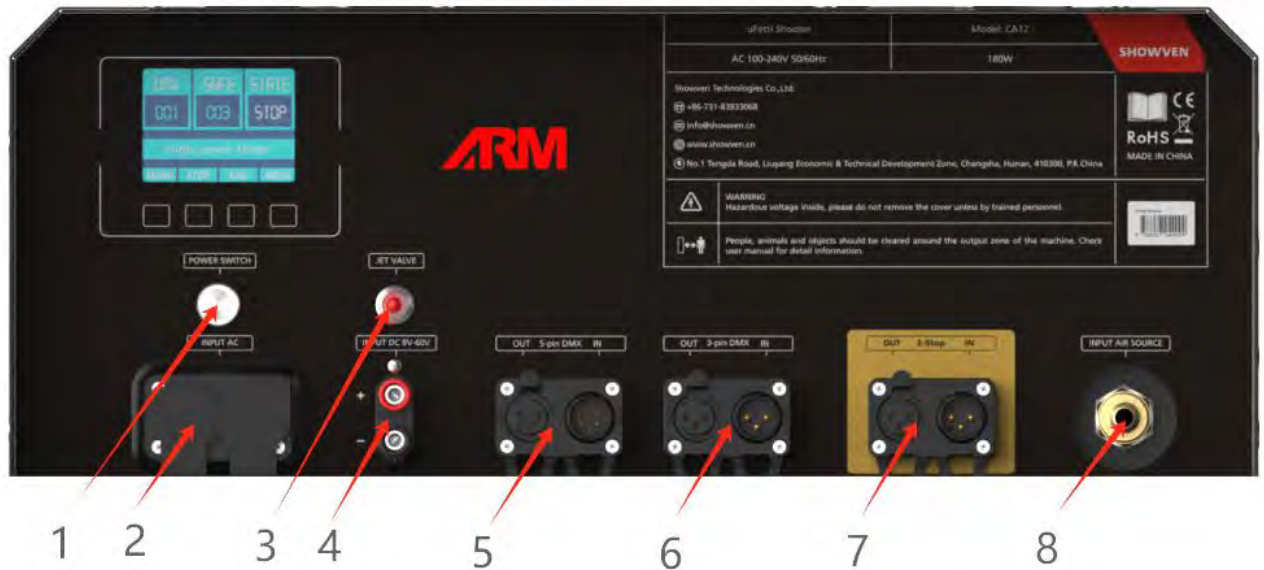 uFetti Shooter
Model: CA12
AC 100-240V 50/60Hz
180W
SHOWVEN
Showven Technologies Co.,Ltd.
+86-731-83833068
info@showven.cn
www.showven.cn
No.1 Tengda Road, Liuyang Economic & Technical Development Zone, Changsha, Hunan, 410300, P.R.China
CE
RoHS
MADE IN CHINA
WARNING
Hazardous voltage inside, please do not remove the cover unless by trained personnel.
People, animals and objects should be cleared around the output zone of the machine. Check
user manual for detail information.
SAFE STATE
001 003 STOP
ARM
POWER SWITCH
JET VALVE
INPUT AC
INPUT DC 9V-60V
+
−
OUT 5-pin DMX IN
OUT 3-pin DMX IN
OUT E-Stop IN
INPUT AIR SOURCE
1 2 3 4 5 6 7 8